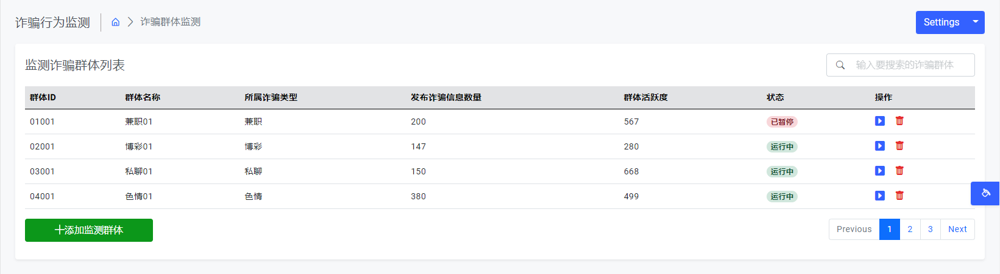 诈骗行为监测 诈骗群体监测 Settings
监测诈骗群体列表 输入要搜索的诈骗群体
群体ID 群体名称 所属诈骗类型 发布诈骗信息数量 群体活跃度 状态 操作
01001 兼职01 兼职 200 567 已暂停
02001 博彩01 博彩 147 280 运行中
03001 私聊01 私聊 150 668 运行中
04001 色情01 色情 380 499 运行中
十添加监测群体 Previous 1 2 3 Next